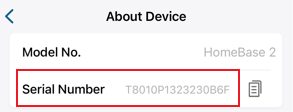 About Device
Model No. HomeBase 2
Serial Number T8010P1323230B6F